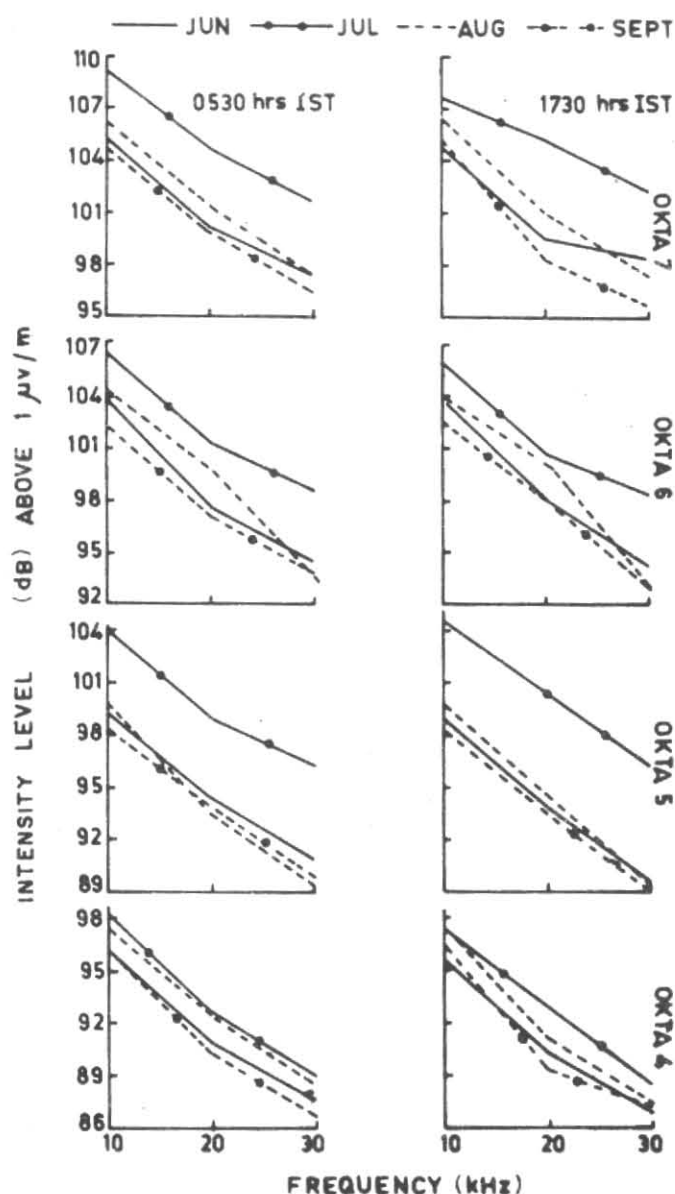 JUN JUL AUG SEPT
0530 hrs IST
1730 hrs IST
110
107
104
101
98
95
OKTA 7
107
104
101
98
95
92
OKTA 6
104
101
98
95
92
89
OKTA 5
98
95
92
89
86
OKTA 4
10 20 30
10 20 30
INTENSITY LEVEL (dB) ABOVE 1 μv/m
FREQUENCY (kHz)